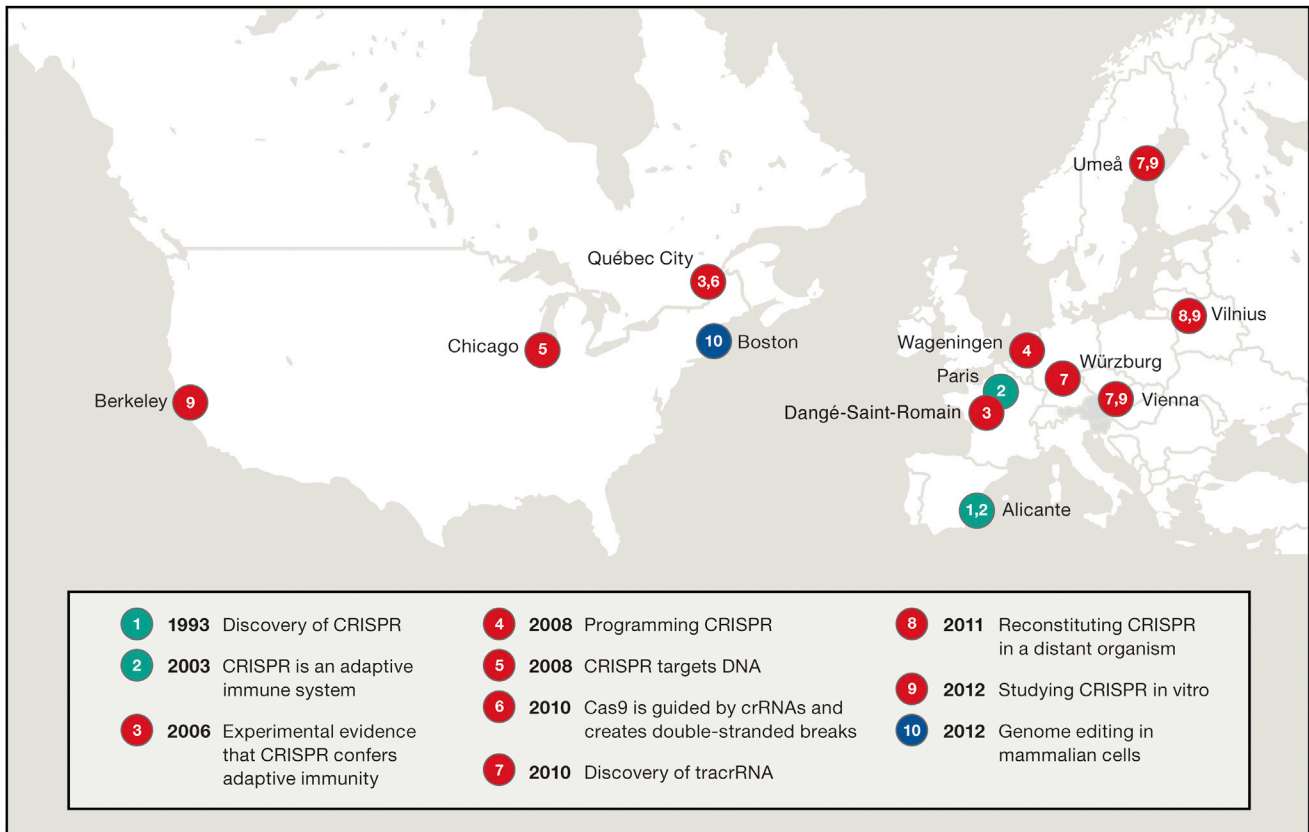 Umeå
7,9
Québec City
3,6
8,9
Vilnius
Chicago
5
10
Boston
Wageningen
4
Würzburg
7
Paris
2
Berkeley
9
Dangé-Saint-Romain
3
7,9
Vienna
1,2
Alicante
1
1993 Discovery of CRISPR
2
2003 CRISPR is an adaptive
immune system
3
2006 Experimental evidence
that CRISPR confers
adaptive immunity
4
2008 Programming CRISPR
5
2008 CRISPR targets DNA
6
2010 Cas9 is guided by crRNAs and
creates double-stranded breaks
7
2010 Discovery of tracrRNA
8
2011 Reconstituting CRISPR
in a distant organism
9
2012 Studying CRISPR in vitro
10
2012 Genome editing in
mammalian cells